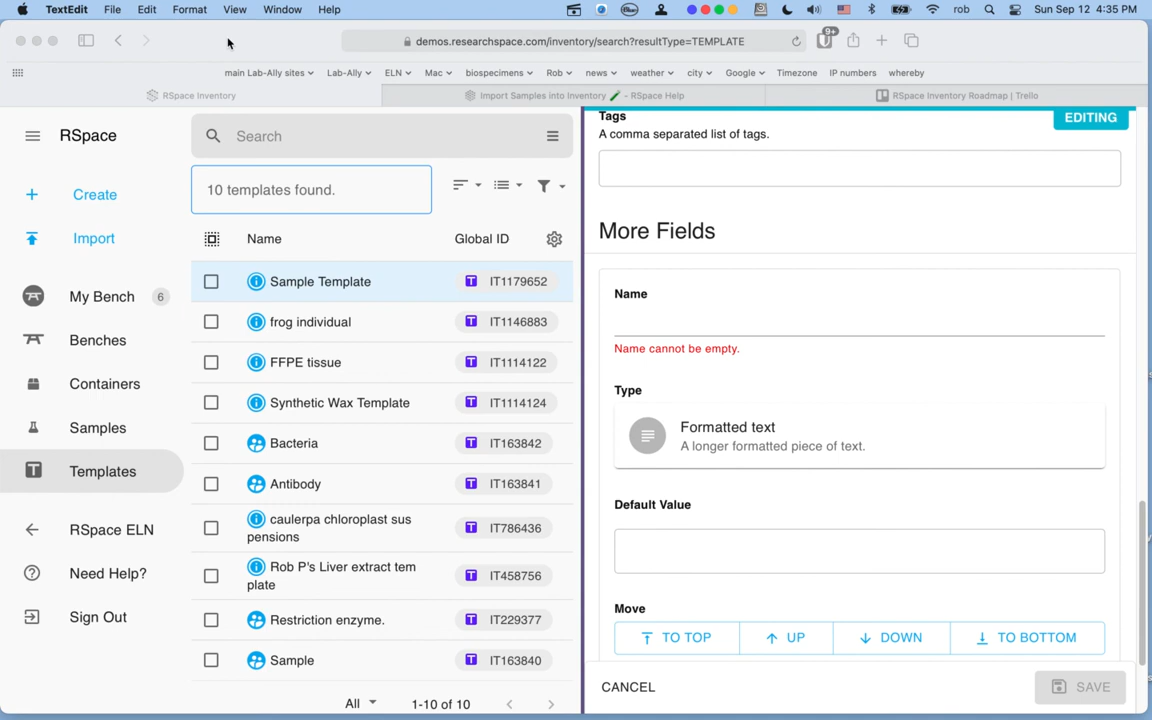 TextEdit File Edit Format View Window Help rob Sun Sep 12 4:35 PM
demos.researchspace.com/inventory/search?resultType=TEMPLATE 9+
main Lab-Ally sites Lab-Ally ELN Mac biospecimens Rob news weather city Google Timezone IP numbers whereby
RSpace Inventory Import Samples into Inventory 🧪 - RSpace Help RSpace Inventory Roadmap | Trello
RSpace
Create
Import
My Bench 6
Benches
Containers
Samples
Templates
RSpace ELN
Need Help?
Sign Out
Search
10 templates found.
Name Global ID
Sample Template IT1179652
frog individual IT1146883
FFPE tissue IT1114122
Synthetic Wax Template IT1114124
Bacteria IT163842
Antibody IT163841
caulerpa chloroplast sus
pensions IT786436
Rob P's Liver extract tem
plate IT458756
Restriction enzyme. IT229377
Sample IT163840
All 1-10 of 10
Tags
A comma separated list of tags.
EDITING
More Fields
Name
Name cannot be empty.
Type
Formatted text
A longer formatted piece of text.
Default Value
Move
TO TOP UP DOWN TO BOTTOM
CANCEL SAVE